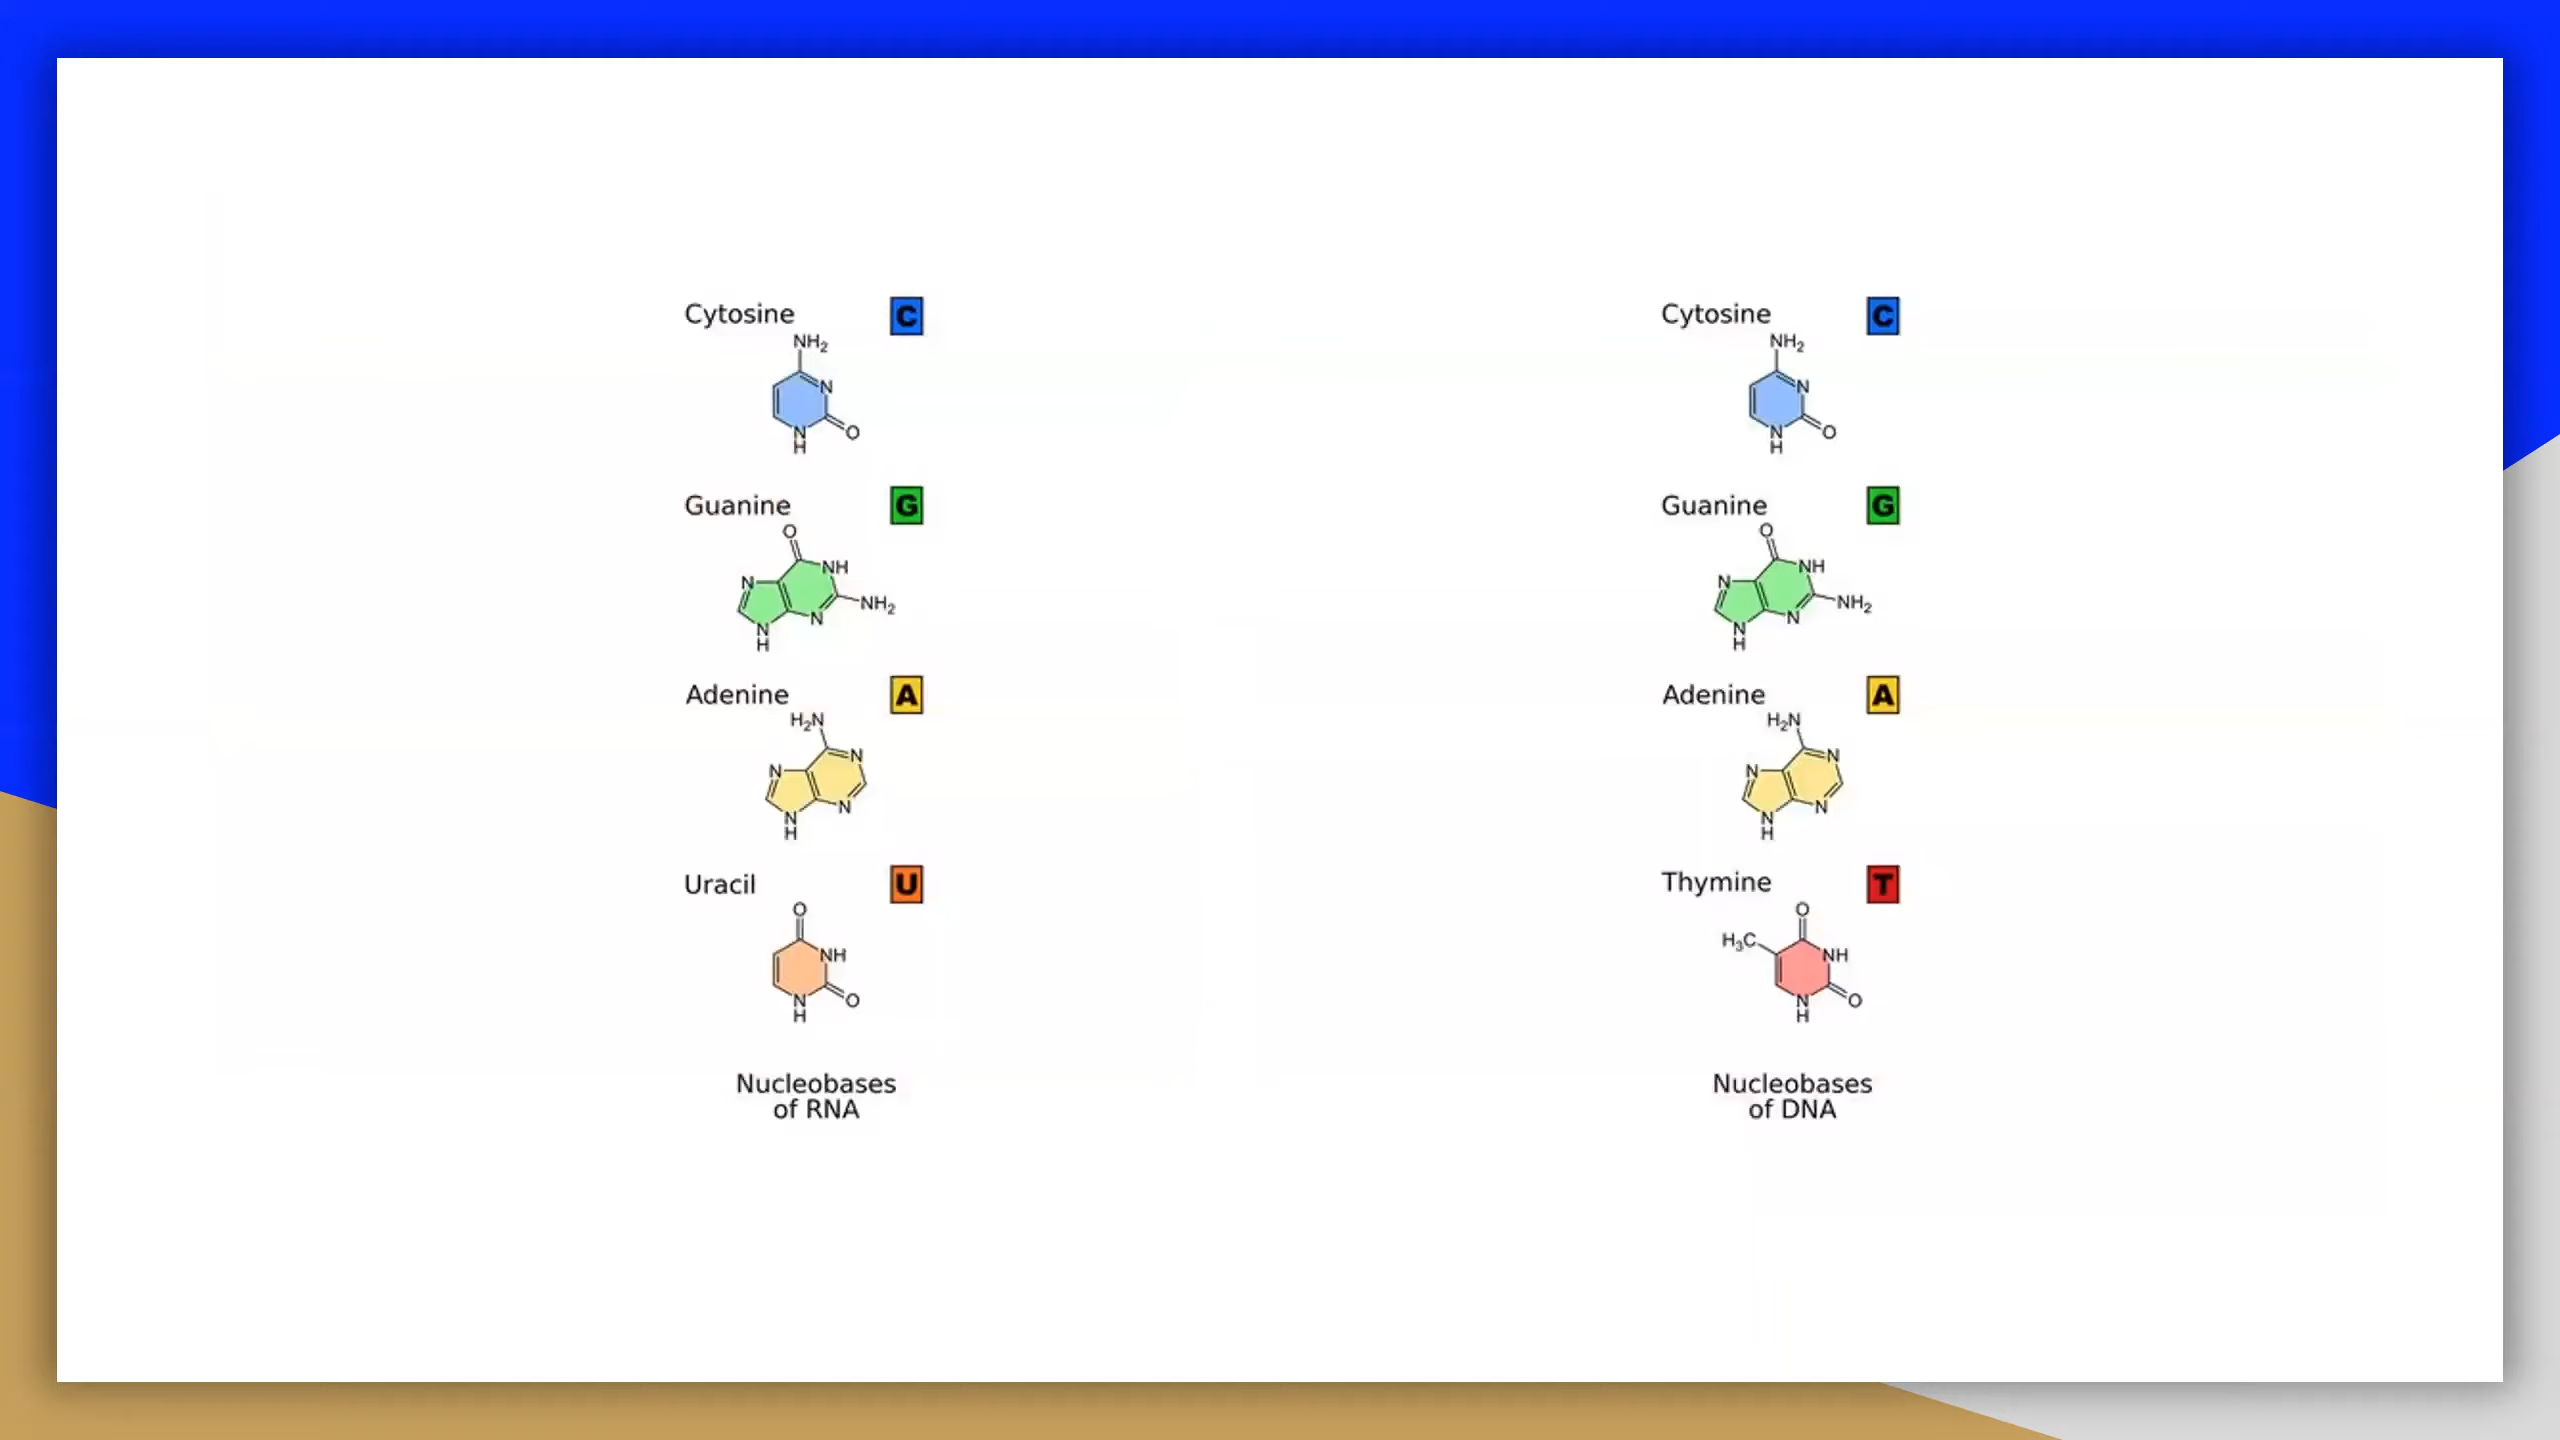 Cytosine C
NH₂
N
N
H
O
Guanine G
O
NH
N
NH₂
N
N
H
Adenine A
H₂N
N
N
N
N
H
Uracil U
O
NH
N
H
O
Nucleobases
of RNA
Cytosine C
NH₂
N
N
H
O
Guanine G
O
NH
N
NH₂
N
N
H
Adenine A
H₂N
N
N
N
N
H
Thymine T
O
H₃C
NH
N
H
O
Nucleobases
of DNA